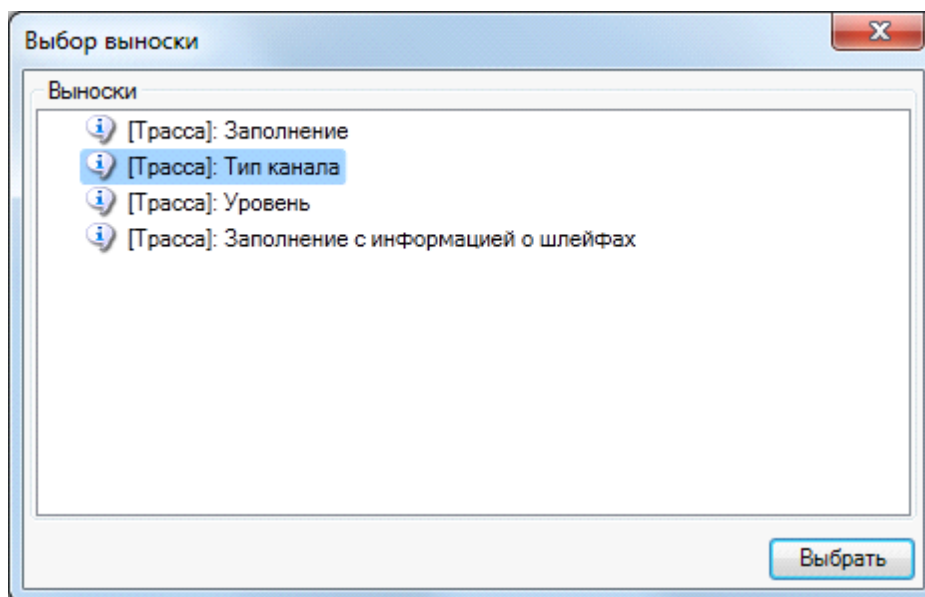 Выбор выноски
Выноски
[Трасса]: Заполнение
[Трасса]: Тип канала
[Трасса]: Уровень
[Трасса]: Заполнение с информацией о шлейфах
Выбрать